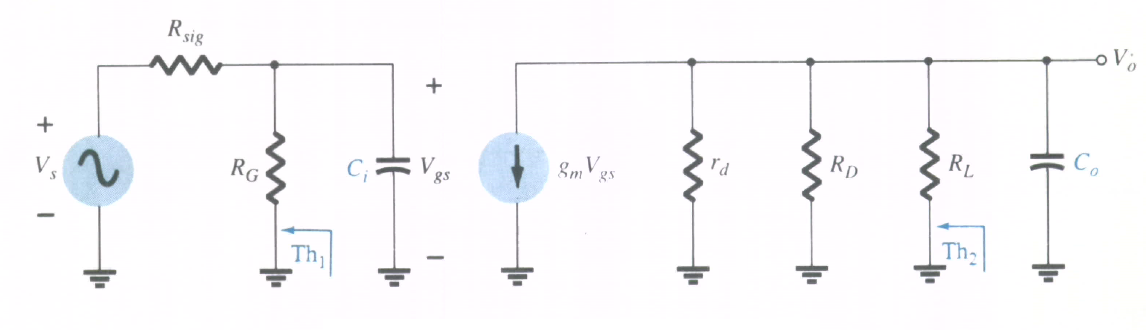 R_sig
+
V_s
−
R_G
Th_1
C_i
+
V_gs
−
g_m V_gs
r_d
R_D
R_L
Th_2
C_o
V_o